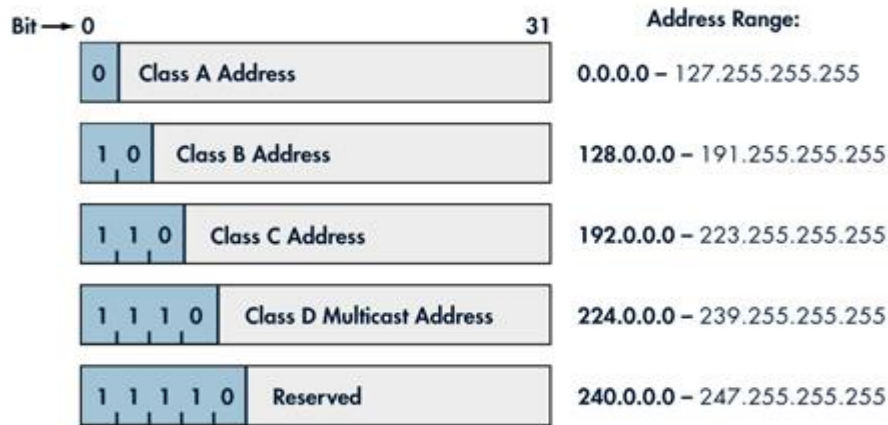 Bit → 0 31 Address Range:
0 Class A Address 0.0.0.0 – 127.255.255.255
1 0 Class B Address 128.0.0.0 – 191.255.255.255
1 1 0 Class C Address 192.0.0.0 – 223.255.255.255
1 1 1 0 Class D Multicast Address 224.0.0.0 – 239.255.255.255
1 1 1 1 0 Reserved 240.0.0.0 – 247.255.255.255